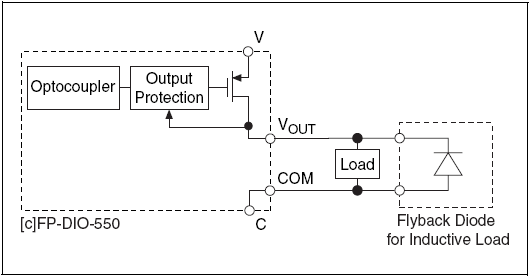 V
Optocoupler
Output
Protection
VOUT
Load
COM
C
[c]FP-DIO-550
Flyback Diode
for Inductive Load